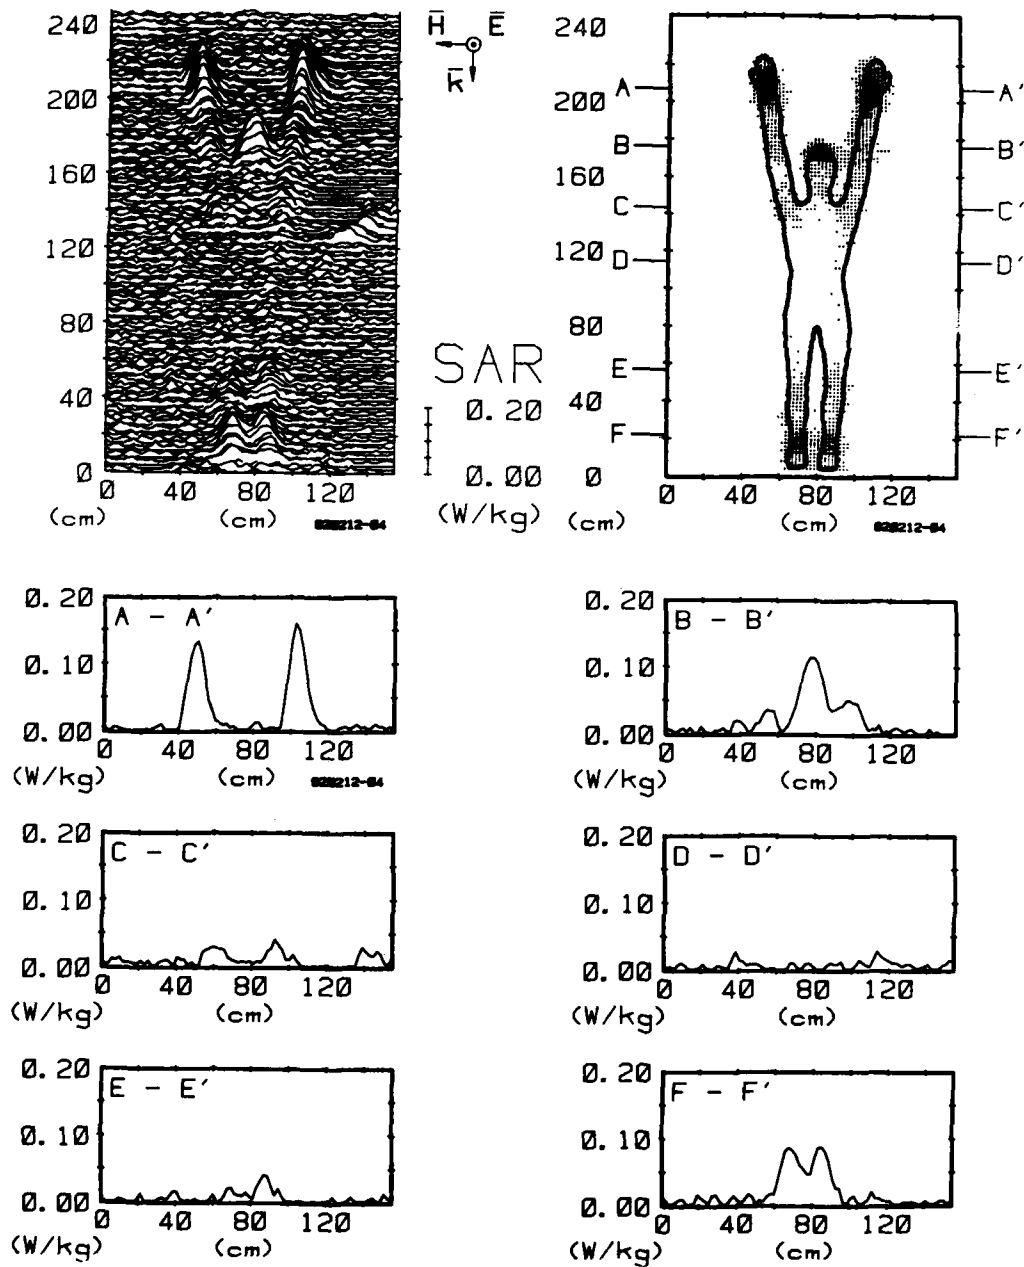 240
200
160
120
80
40
0
0 40 80 120
(cm) (cm)
H E
k
SAR
0.20
0.00
(W/kg)
240
200
160
120
80
40
0
0 40 80 120
(cm) (cm)
A A'
B B'
C C'
D D'
E E'
F F'
A - A'
0.20
0.10
0.00
0 40 80 120
(W/kg) (cm)
B - B'
0.20
0.10
0.00
0 40 80 120
(W/kg) (cm)
C - C'
0.20
0.10
0.00
0 40 80 120
(W/kg) (cm)
D - D'
0.20
0.10
0.00
0 40 80 120
(W/kg) (cm)
E - E'
0.20
0.10
0.00
0 40 80 120
(W/kg) (cm)
F - F'
0.20
0.10
0.00
0 40 80 120
(W/kg) (cm)